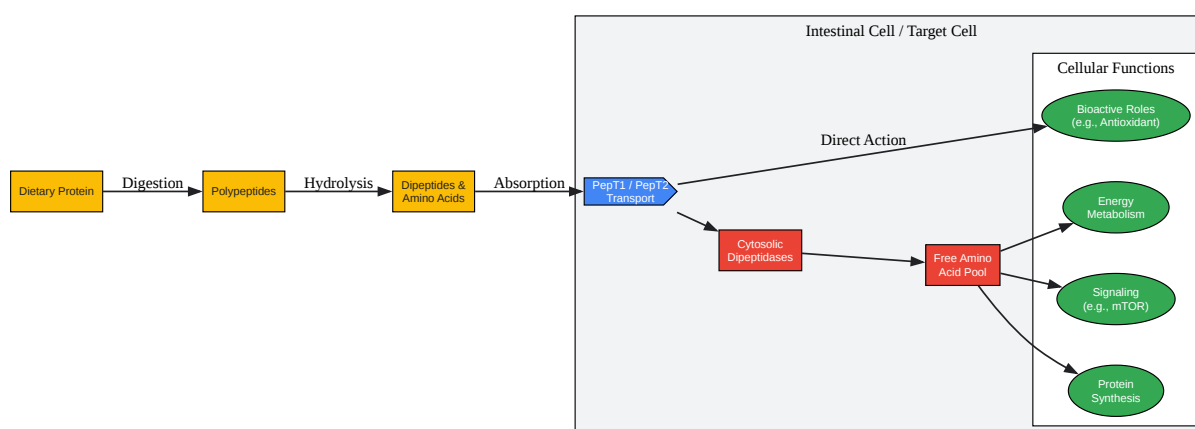 Intestinal Cell / Target Cell
Cellular Functions
Bioactive Roles
(e.g., Antioxidant)
Direct Action
Dietary Protein
Digestion
Polypeptides
Hydrolysis
Dipeptides &
Amino Acids
Absorption
PepT1 / PepT2
Transport
Energy
Metabolism
Cytosolic
Dipeptidases
Free Amino
Acid Pool
Signaling
(e.g., mTOR)
Protein
Synthesis